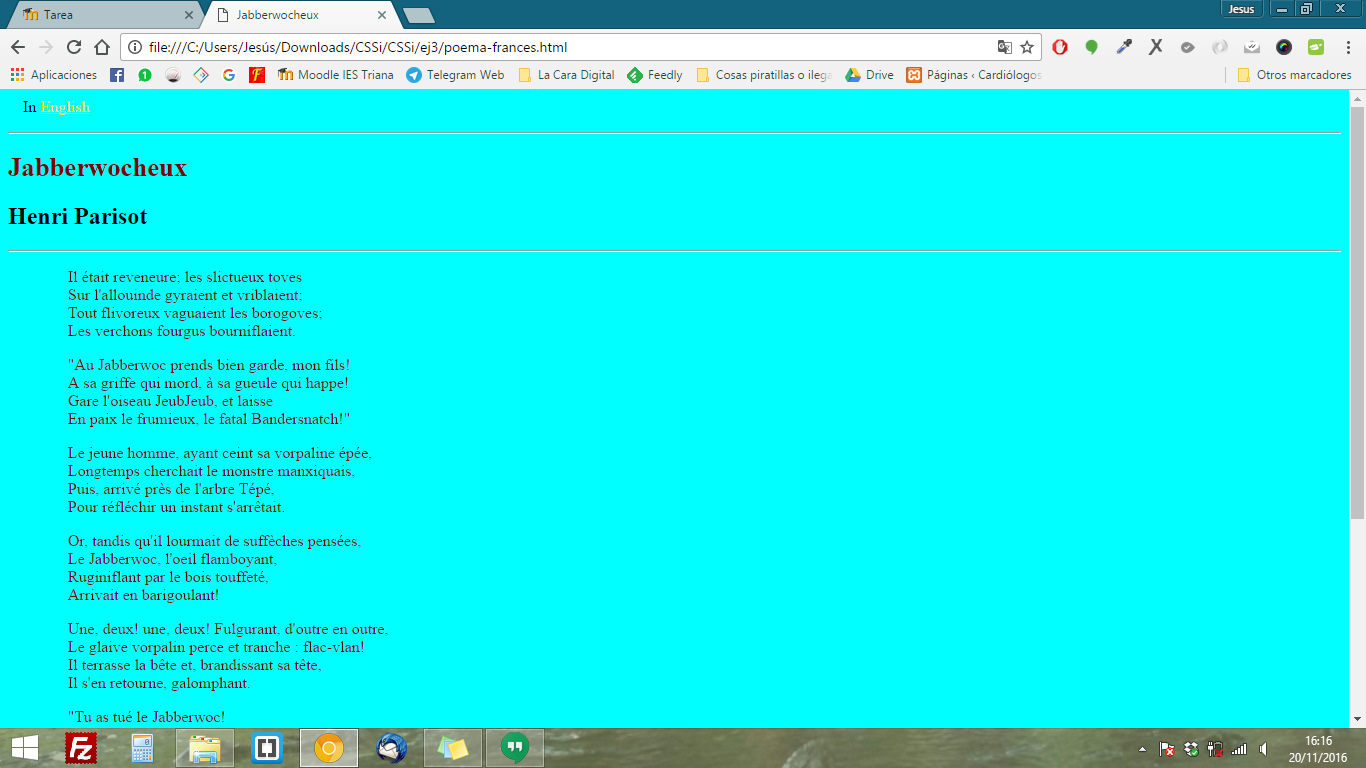 Tarea
Jabberwocheux
Jesus
file:///C:/Users/Jesús/Downloads/CSSi/CSSi/ej3/poema-frances.html
Aplicaciones
Moodle IES Triana
Telegram Web
La Cara Digital
Feedly
Cosas piratillas o ilega
Drive
Páginas ‹ Cardiólogos
Otros marcadores
In English
Jabberwocheux
Henri Parisot
Il était reveneure; les slictueux toves
Sur l'allouinde gyraient et vriblaient;
Tout flivoreux vaguaient les borogoves;
Les verchons fourgus bourniflaient.
"Au Jabberwoc prends bien garde, mon fils!
A sa griffe qui mord, à sa gueule qui happe!
Gare l'oiseau JeubJeub, et laisse
En paix le frumieux, le fatal Bandersnatch!"
Le jeune homme, ayant ceint sa vorpaline épée,
Longtemps cherchait le monstre manxiquais,
Puis, arrivé près de l'arbre Tépé,
Pour réfléchir un instant s'arrêtait.
Or, tandis qu'il lourmait de suffèches pensées,
Le Jabberwoc, l'oeil flamboyant,
Ruginiflant par le bois touffeté,
Arrivait en barigoulant!
Une, deux! une, deux! Fulgurant, d'outre en outre,
Le glaive vorpalin perce et tranche : flac-vlan!
Il terrasse la bête et, brandissant sa tête,
Il s'en retourne, galomphant.
"Tu as tué le Jabberwoc!
16:16
20/11/2016